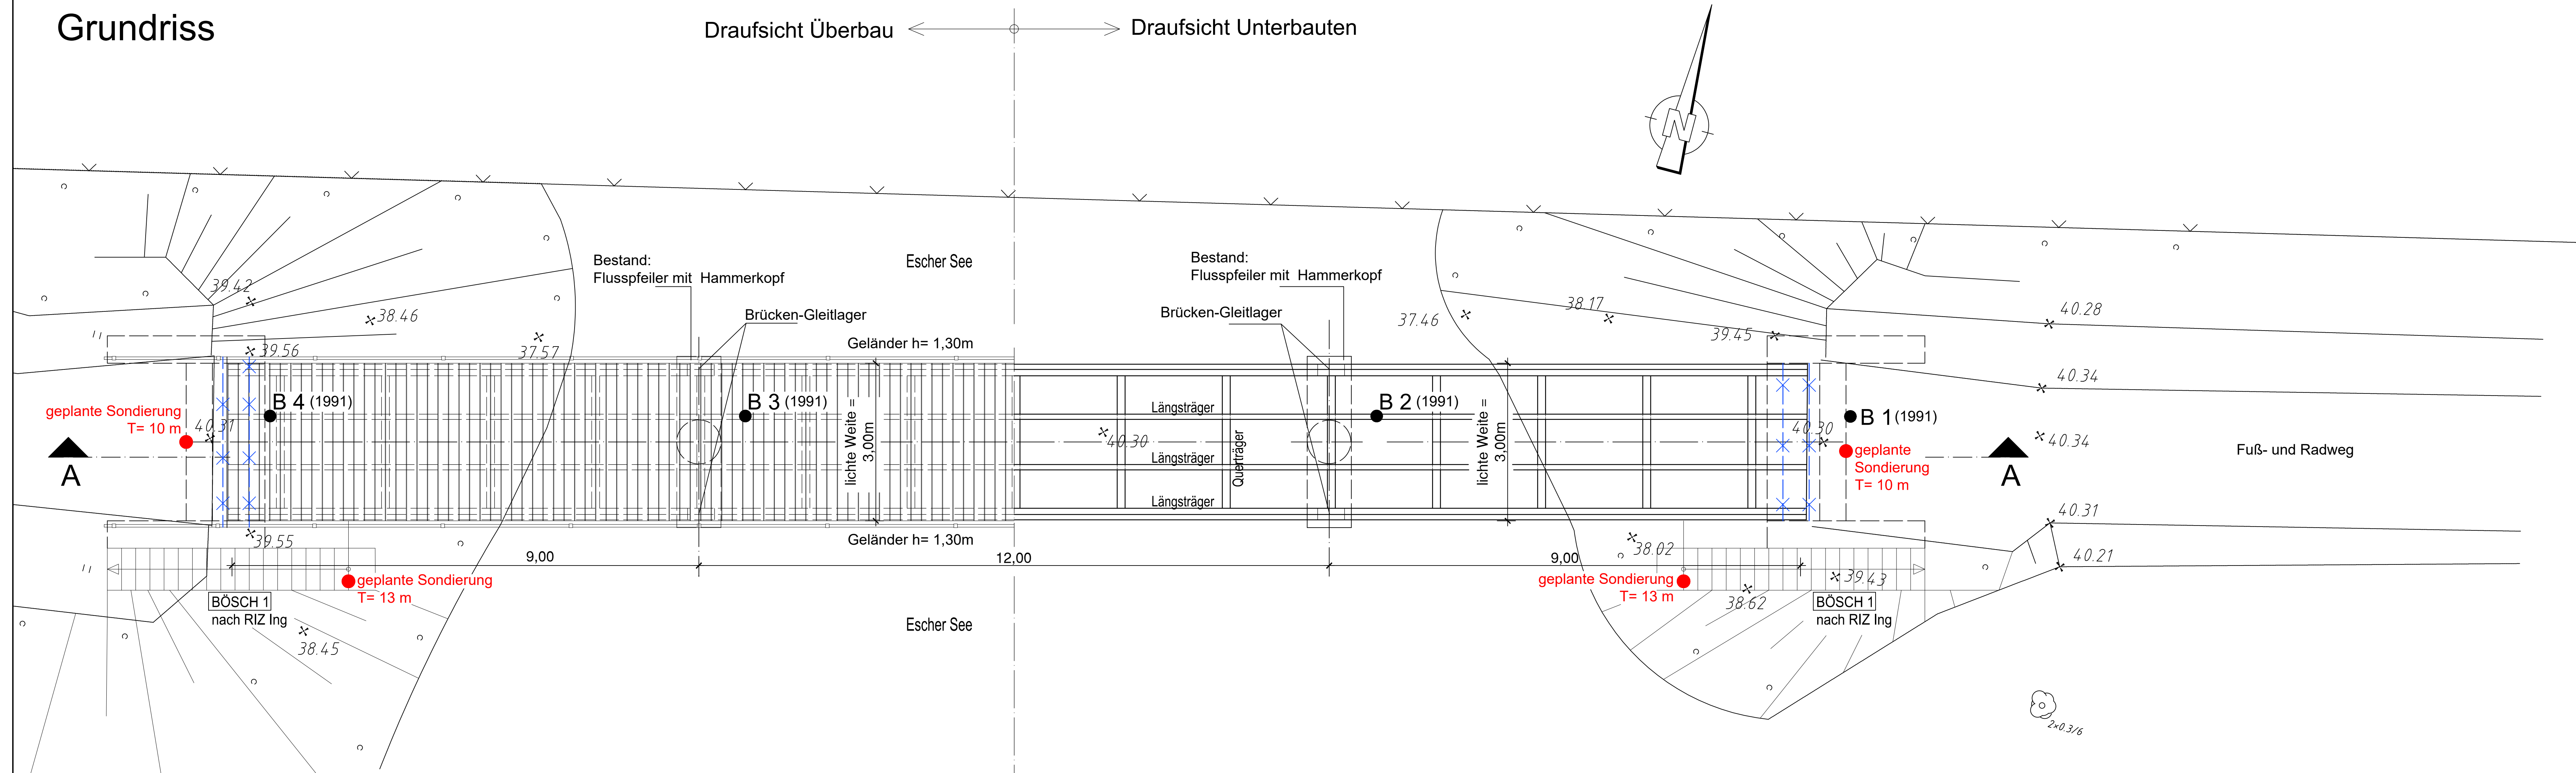 Grundriss
Draufsicht Überbau
Draufsicht Unterbauten
N
Bestand:
Flusspfeiler mit Hammerkopf
Escher See
Bestand:
Flusspfeiler mit Hammerkopf
39.42
38.46
37.57
39.56
Brücken-Gleitlager
Geländer h= 1,30m
Brücken-Gleitlager
37.46
38.17
39.45
40.28
40.34
geplante Sondierung
T= 10 m
40.31
B 4 (1991)
B 3 (1991)
lichte Weite =
3,00m
Längsträger
40.30
Längsträger
Längsträger
Querträger
B 2 (1991)
lichte Weite =
3,00m
40.30
B 1 (1991)
geplante
Sondierung
T= 10 m
40.34
Fuß- und Radweg
A
A
39.55
Geländer h= 1,30m
9,00
12,00
9,00
38.02
40.31
40.21
geplante Sondierung
T= 13 m
geplante Sondierung
T= 13 m
39.43
38.62
BÖSCH 1
nach RIZ Ing
BÖSCH 1
nach RIZ Ing
38.45
Escher See
2x0.3/6